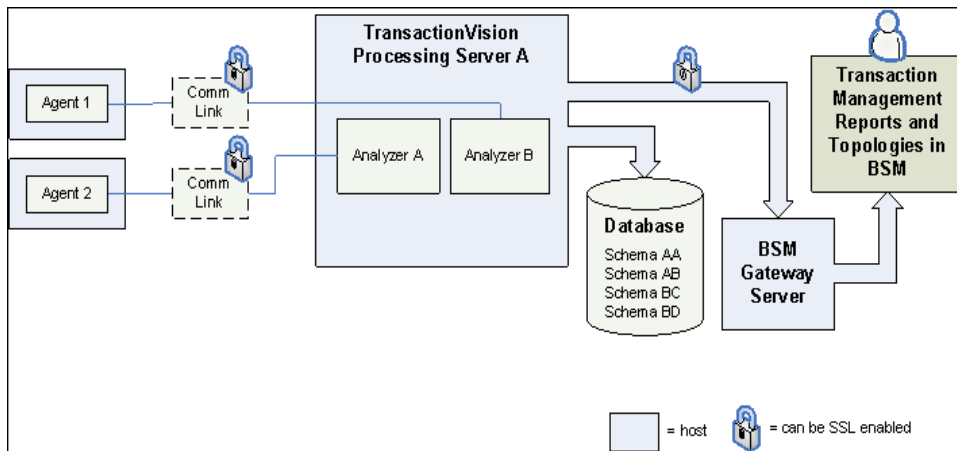 TransactionVision
Processing Server A
Agent 1
Comm
Link
Agent 2
Comm
Link
Analyzer A
Analyzer B
Database
Schema AA
Schema AB
Schema BC
Schema BD
BSM
Gateway
Server
Transaction
Management
Reports and
Topologies in
BSM
= host
= can be SSL enabled